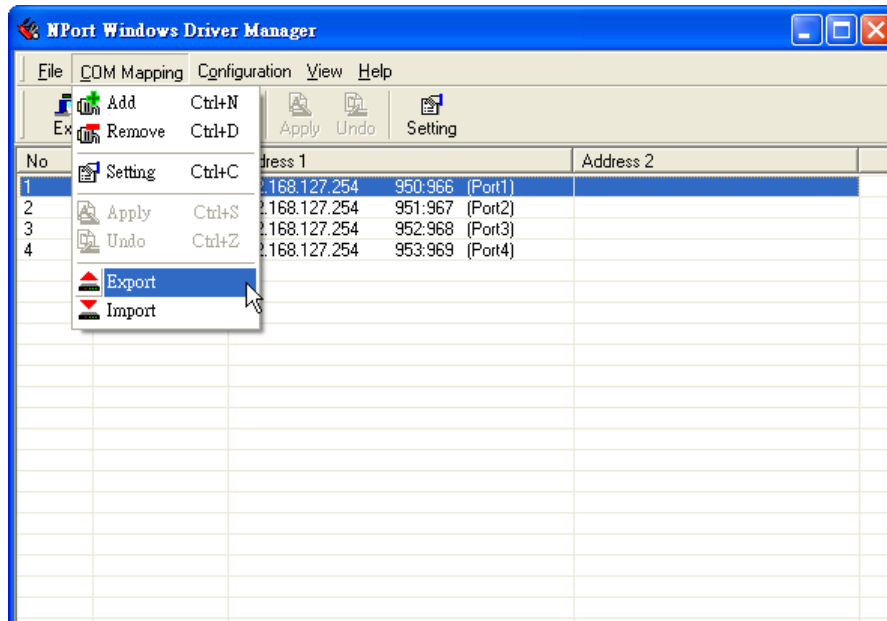 NPort Windows Driver Manager
File COM Mapping Configuration View Help
Add Ctrl+N
Remove Ctrl+D
Setting Ctrl+C
Apply Ctrl+S
Undo Ctrl+Z
Export
Import
Ex Apply Undo Setting
No dress 1 Address 2
1 2.168.127.254 950:966 (Port1)
2 .168.127.254 951:967 (Port2)
3 .168.127.254 952:968 (Port3)
4 .168.127.254 953:969 (Port4)